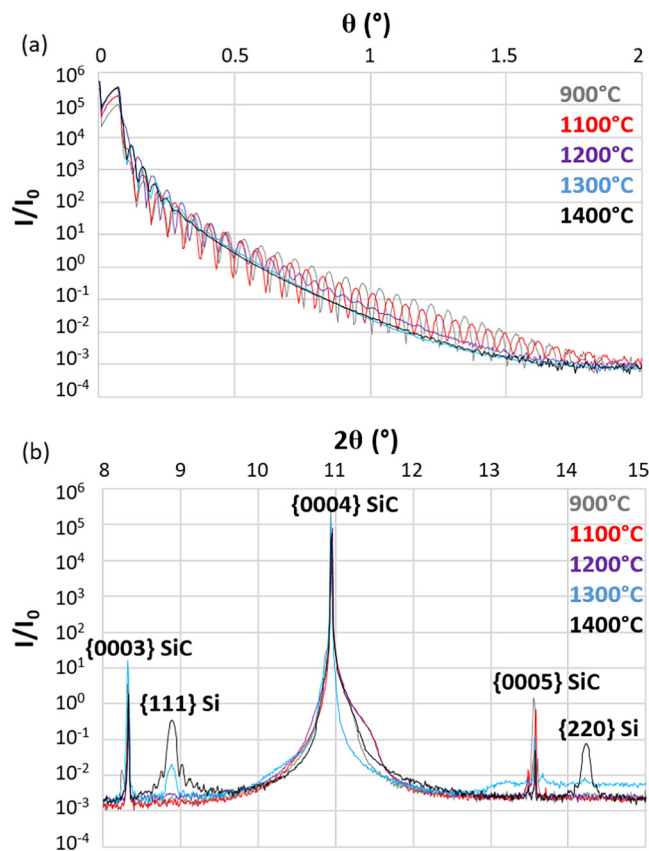 θ (°)
(a)
0 0.5 1 1.5 2
10⁶
10⁵
10⁴
10³
10²
10¹
10⁰
10⁻¹
10⁻²
10⁻³
10⁻⁴
I/I₀
900°C
1100°C
1200°C
1300°C
1400°C
2θ (°)
(b)
8 9 10 11 12 13 14 15
10⁶
10⁵
10⁴
10³
10²
10¹
10⁰
10⁻¹
10⁻²
10⁻³
10⁻⁴
I/I₀
{0004} SiC
900°C
1100°C
1200°C
1300°C
1400°C
{0003} SiC
{111} Si
{0005} SiC
{220} Si